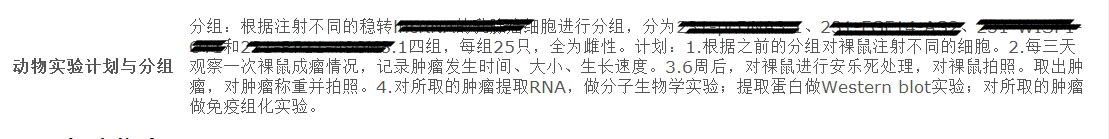 分组：根据注射不同的稳转 细胞进行分组，分为
和 3.1四组，每组25只，全为雌性。计划：1.根据之前的分组对裸鼠注射不同的细胞。2.每三天
动物实验计划与分组 观察一次裸鼠成瘤情况，记录肿瘤发生时间、大小、生长速度。3.6周后，对裸鼠进行安乐死处理，对裸鼠拍照。取出肿
瘤，对肿瘤称重并拍照。4.对所取的肿瘤提取RNA，做分子生物学实验；提取蛋白做Western blot实验；对所取的肿瘤
做免疫组化实验。